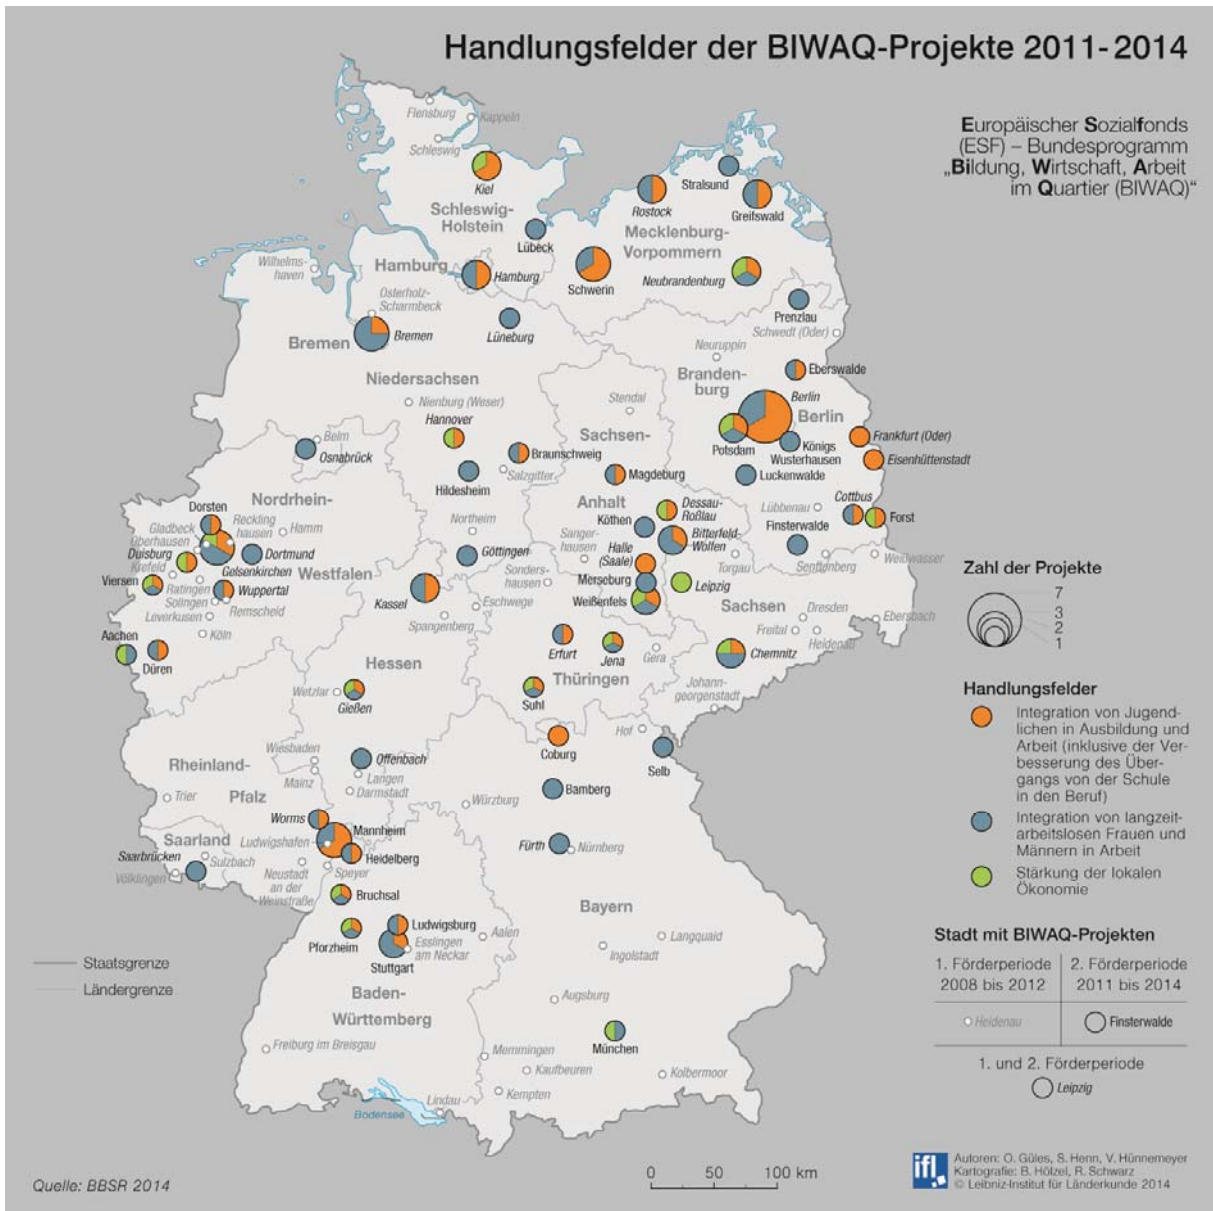 Handlungsfelder der BIWAQ-Projekte 2011-2014
Europäischer Sozialfonds
(ESF) – Bundesprogramm
„Bildung, Wirtschaft, Arbeit
im Quartier (BIWAQ)“
Flensburg
Kappeln
Schleswig
Kiel
Schleswig-
Holstein
Lübeck
Stralsund
Rostock
Greifswald
Mecklenburg-
Vorpommern
Wilhelms-
haven
Hamburg
Hamburg
Schwerin
Neubrandenburg
Osterholz-
Scharmbeck
Prenzlau
Schwedt (Oder)
Bremen
Bremen
Lüneburg
Neuruppin
Niedersachsen
Branden-
burg
Eberswalde
Nienburg (Weser)
Stendal
Berlin
Berlin
Hannover
Belm
Osnabrück
Braunschweig
Sachsen-
Potsdam
Königs
Wusterhausen
Frankfurt (Oder)
Eisenhüttenstadt
Hildesheim
Salzgitter
Magdeburg
Luckenwalde
Nordrhein-
Anhalt
Dessau-
Roßlau
Cottbus
Lübbenau
Forst
Dorsten
Gladbeck
Reckling
hausen
Hamm
Northeim
Köthen
Bitterfeld-
Wolfen
Finsterwalde
Oberhausen
Duisburg
Dortmund
Göttingen
Sanger-
hausen
Halle
(Saale)
Torgau
Senftenberg
Weißwasser
Krefeld
Gelsenkirchen
Westfalen
Sonders-
hausen
Merseburg
Leipzig
Viersen
Ratingen
Wuppertal
Solingen
Remscheid
Leverkusen
Kassel
Eschwege
Spangenberg
Weißenfels
Sachsen
Dresden
Freital
Heidenau
Ebersbach
Aachen
Köln
Düren
Erfurt
Jena
Gera
Chemnitz
Hessen
Thüringen
Johann-
georgenstadt
Wetzlar
Gießen
Suhl
Hof
Coburg
Selb
Wiesbaden
Offenbach
Rheinland-
Pfalz
Mainz
Langen
Darmstadt
Trier
Bamberg
Würzburg
Worms
Mannheim
Saarland
Ludwigshafen
Heidelberg
Fürth
Nürnberg
Saarbrücken
Sulzbach
Völklingen
Neustadt
an der
Weinstraße
Speyer
Bruchsal
Bayern
Ludwigsburg
Pforzheim
Esslingen
am Neckar
Stuttgart
Aalen
Langquaid
Ingolstadt
Baden-
Württemberg
Augsburg
München
Freiburg im Breisgau
Memmingen
Kaufbeuren
Kolbermoor
Kempten
Lindau
Bodensee
Zahl der Projekte
7
3
2
1
Handlungsfelder
Integration von Jugend-
lichen in Ausbildung und
Arbeit (inklusive der Ver-
besserung des Über-
gangs von der Schule
in den Beruf)
Integration von langzeit-
arbeitslosen Frauen und
Männern in Arbeit
Stärkung der lokalen
Ökonomie
Stadt mit BIWAQ-Projekten
1. Förderperiode
2008 bis 2012
2. Förderperiode
2011 bis 2014
Heidenau
Finsterwalde
1. und 2. Förderperiode
Leipzig
Staatsgrenze
Ländergrenze
Quelle: BBSR 2014
0 50 100 km
ifl
Autoren: O. Güles, S. Henn, V. Hünnemeyer
Kartografie: B. Hölzel, R. Schwarz
© Leibniz-Institut für Länderkunde 2014